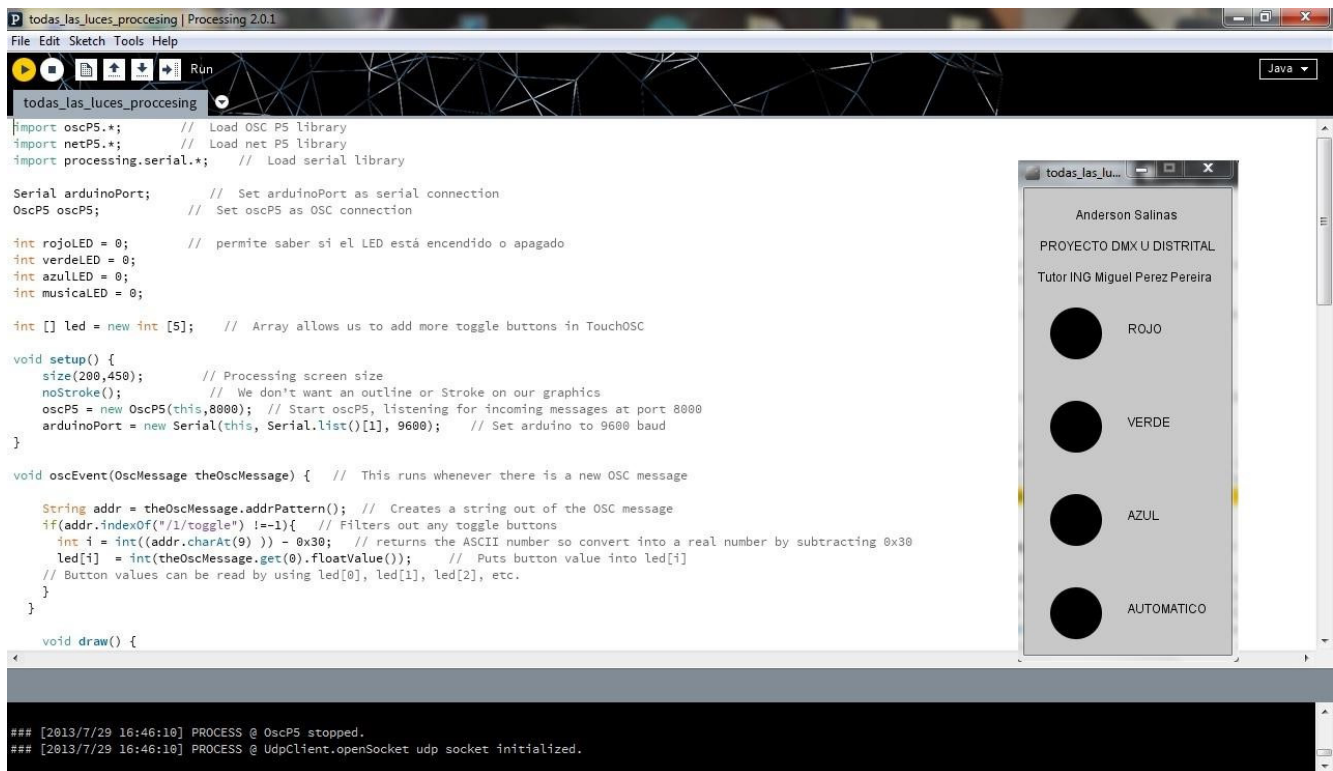 todas_las_luces_proccesing | Processing 2.0.1
File Edit Sketch Tools Help
Run
Java
todas_las_luces_proccesing
import oscP5.*;        //  Load OSC P5 library
import netP5.*;        //  Load net P5 library
import processing.serial.*;    //  Load serial library
Serial arduinoPort;        //  Set arduinoPort as serial connection
OscP5 oscP5;            //  Set oscP5 as OSC connection
int rojoLED = 0;        //  permite saber si el LED está encendido o apagado
int verdeLED = 0;
int azulLED = 0;
int musicaLED = 0;
int [] led = new int [5];    //  Array allows us to add more toggle buttons in TouchOSC
void setup() {
    size(200,450);        // Processing screen size
    noStroke();            //  We don't want an outline or Stroke on our graphics
    oscP5 = new OscP5(this,8000);  // Start oscP5, listening for incoming messages at port 8000
    arduinoPort = new Serial(this, Serial.list()[1], 9600);    // Set arduino to 9600 baud
}
void oscEvent(OscMessage theOscMessage) {   //  This runs whenever there is a new OSC message
    String addr = theOscMessage.addrPattern();  //  Creates a string out of the OSC message
    if(addr.indexOf("/1/toggle") !=-1){   // Filters out any toggle buttons
      int i = int((addr.charAt(9) )) - 0x30;   // returns the ASCII number so convert into a real number by subtracting 0x30
      led[i]  = int(theOscMessage.get(0).floatValue());     //  Puts button value into led[i]
    // Button values can be read by using led[0], led[1], led[2], etc.
    }
  }
    void draw() {
todas_las_lu...
Anderson Salinas
PROYECTO DMX U DISTRITAL
Tutor ING Miguel Perez Pereira
ROJO
VERDE
AZUL
AUTOMATICO
### [2013/7/29 16:46:10] PROCESS @ OscP5 stopped.
### [2013/7/29 16:46:10] PROCESS @ UdpClient.openSocket udp socket initialized.